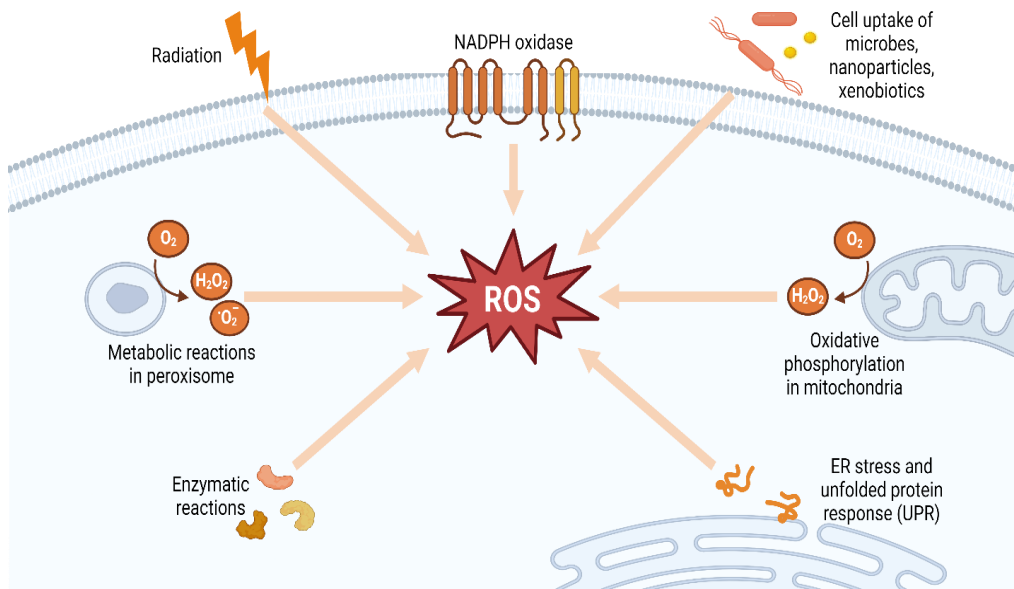 Radiation
NADPH oxidase
Cell uptake of
microbes,
nanoparticles,
xenobiotics
O₂
H₂O₂
·O₂⁻
Metabolic reactions
in peroxisome
ROS
O₂
H₂O₂
Oxidative
phosphorylation
in mitochondria
Enzymatic
reactions
ER stress and
unfolded protein
response (UPR)